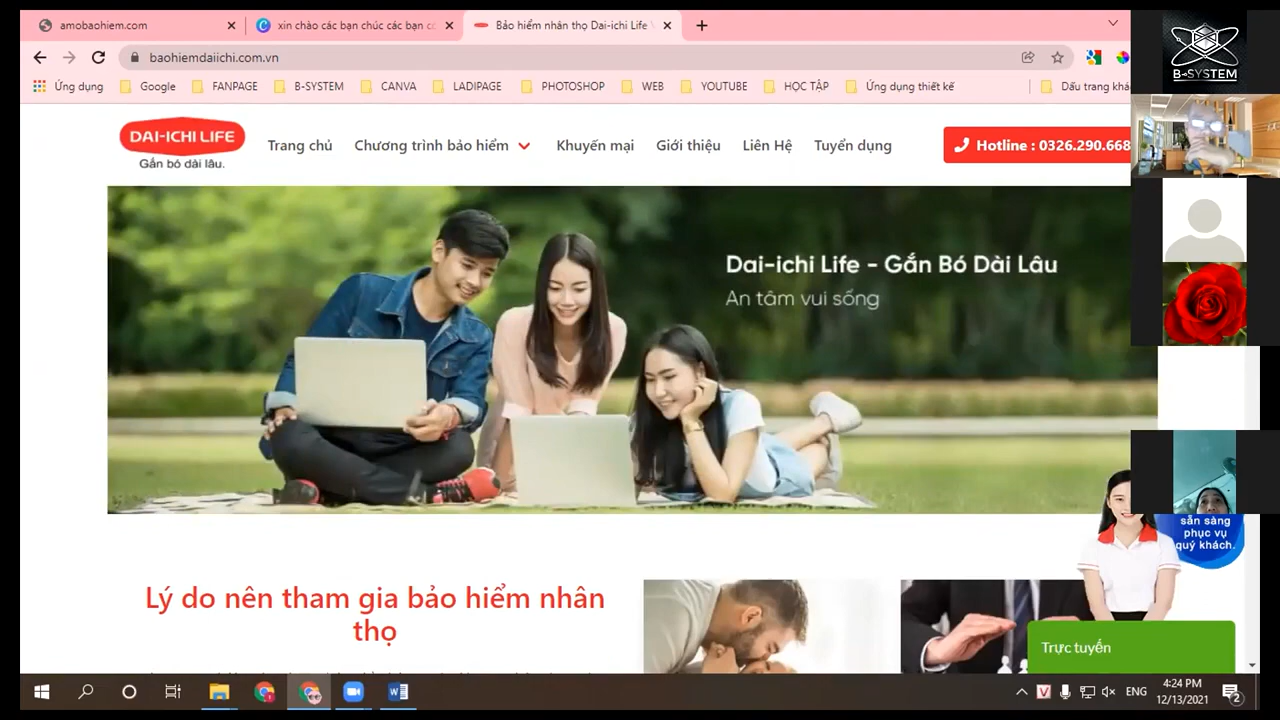 amobaohiem.com
xin chào các bạn chúc các bạn có
Bảo hiểm nhân thọ Dai-ichi Life
baohiemdaiichi.com.vn
Ứng dụng
Google
FANPAGE
B-SYSTEM
CANVA
LADIPAGE
PHOTOSHOP
WEB
YOUTUBE
HỌC TẬP
Ứng dụng thiết kế
Dấu trang khá
B-SYSTEM
DAI-ICHI LIFE
Gắn bó dài lâu.
Trang chủ
Chương trình bảo hiểm
Khuyến mại
Giới thiệu
Liên Hệ
Tuyển dụng
Hotline : 0326.290.668
Dai-ichi Life - Gắn Bó Dài Lâu
An tâm vui sống
sẵn sàng
phục vụ
quý khách.
Lý do nên tham gia bảo hiểm nhân
thọ
Trực tuyến
ENG
4:24 PM
12/13/2021
2